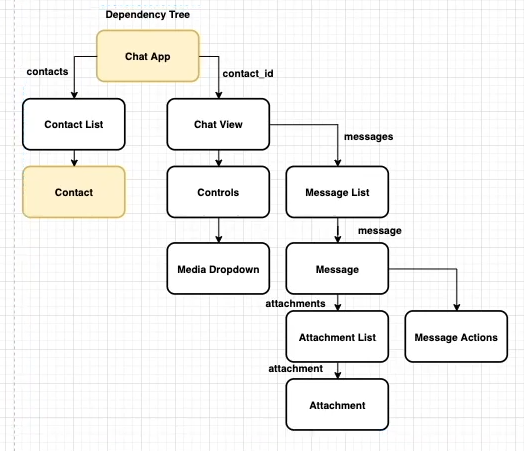 Dependency Tree
Chat App
contacts
contact_id
Contact List
Chat View
messages
Contact
Controls
Message List
message
Media Dropdown
Message
attachments
Attachment List
Message Actions
attachment
Attachment